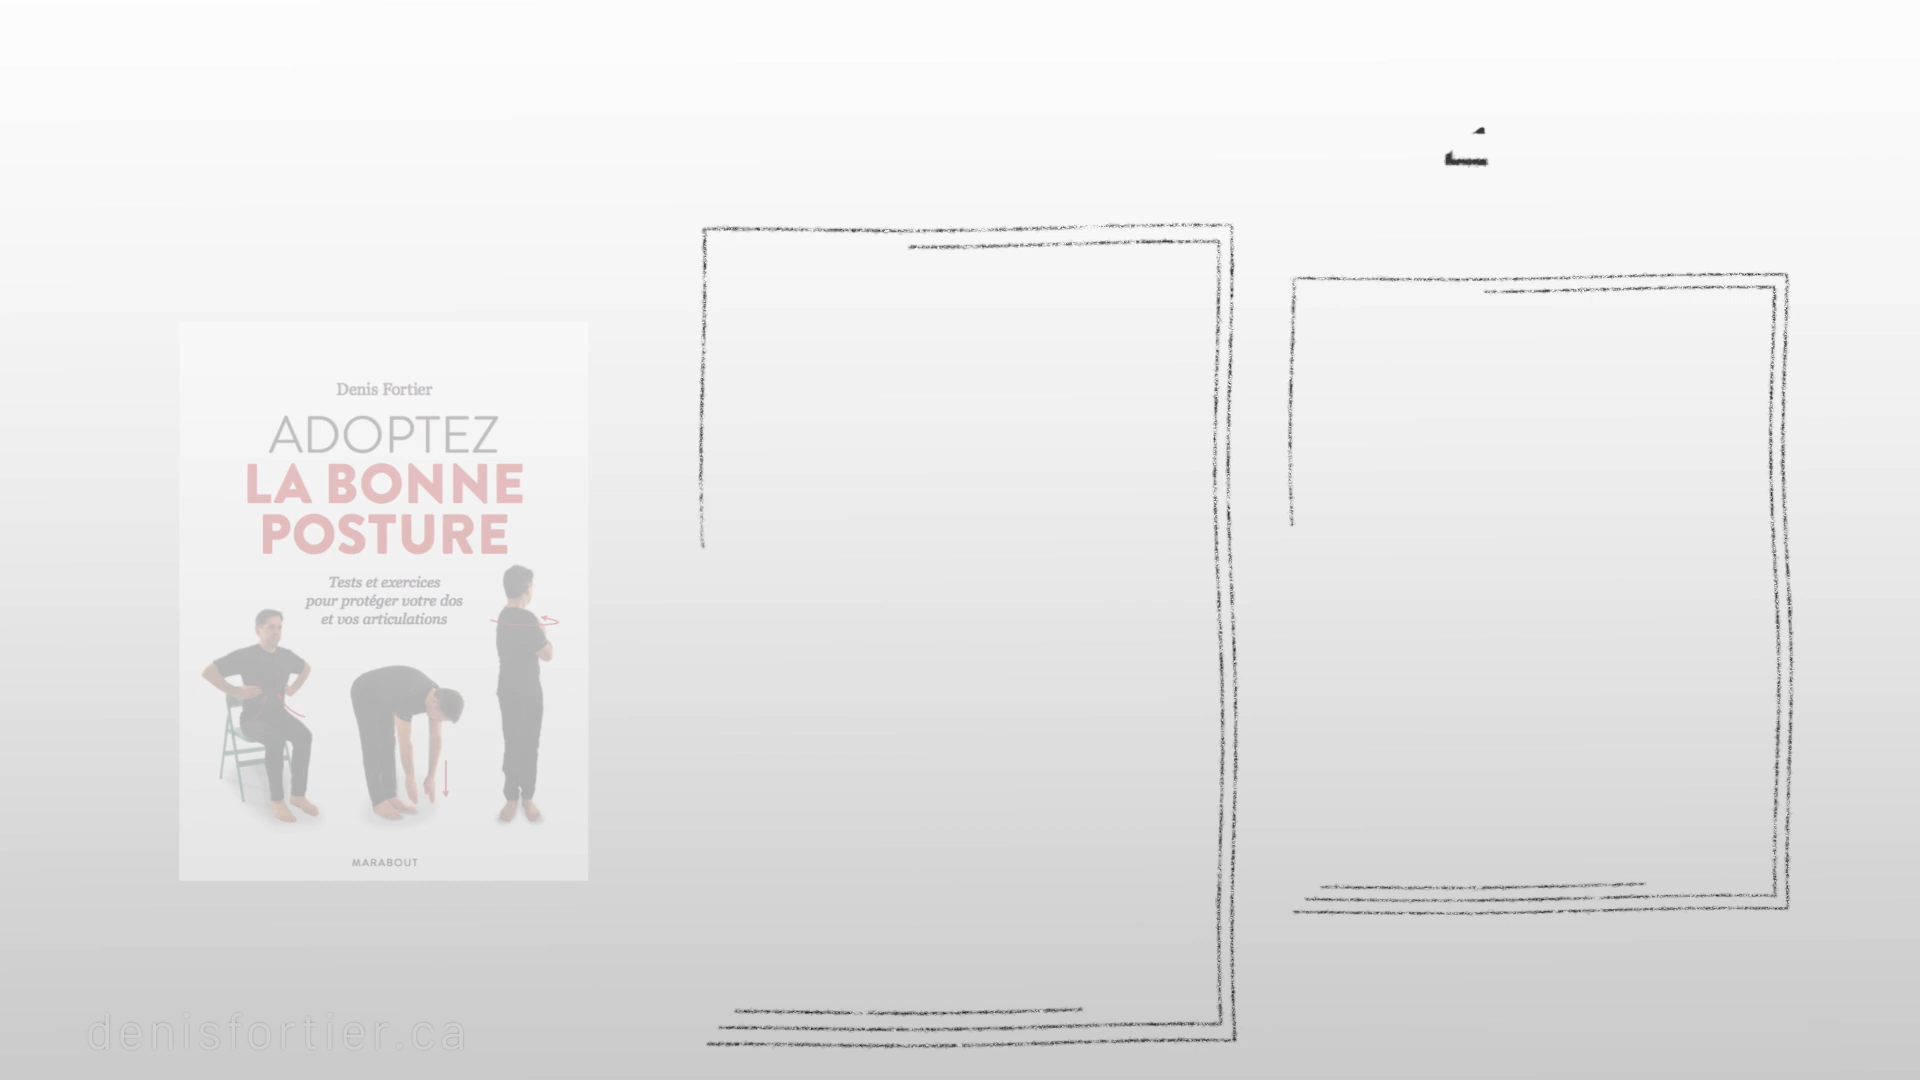 Denis Fortier
ADOPTEZ
LA BONNE
POSTURE
Tests et exercices
pour protéger votre dos
et vos articulations
MARABOUT
denisfortier.ca